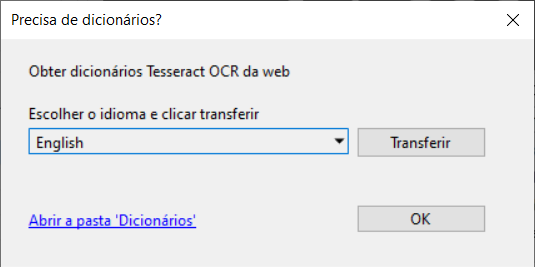 Precisa de dicionários?
Obter dicionários Tesseract OCR da web
Escolher o idioma e clicar transferir
English
Transferir
Abrir a pasta 'Dicionários'
OK